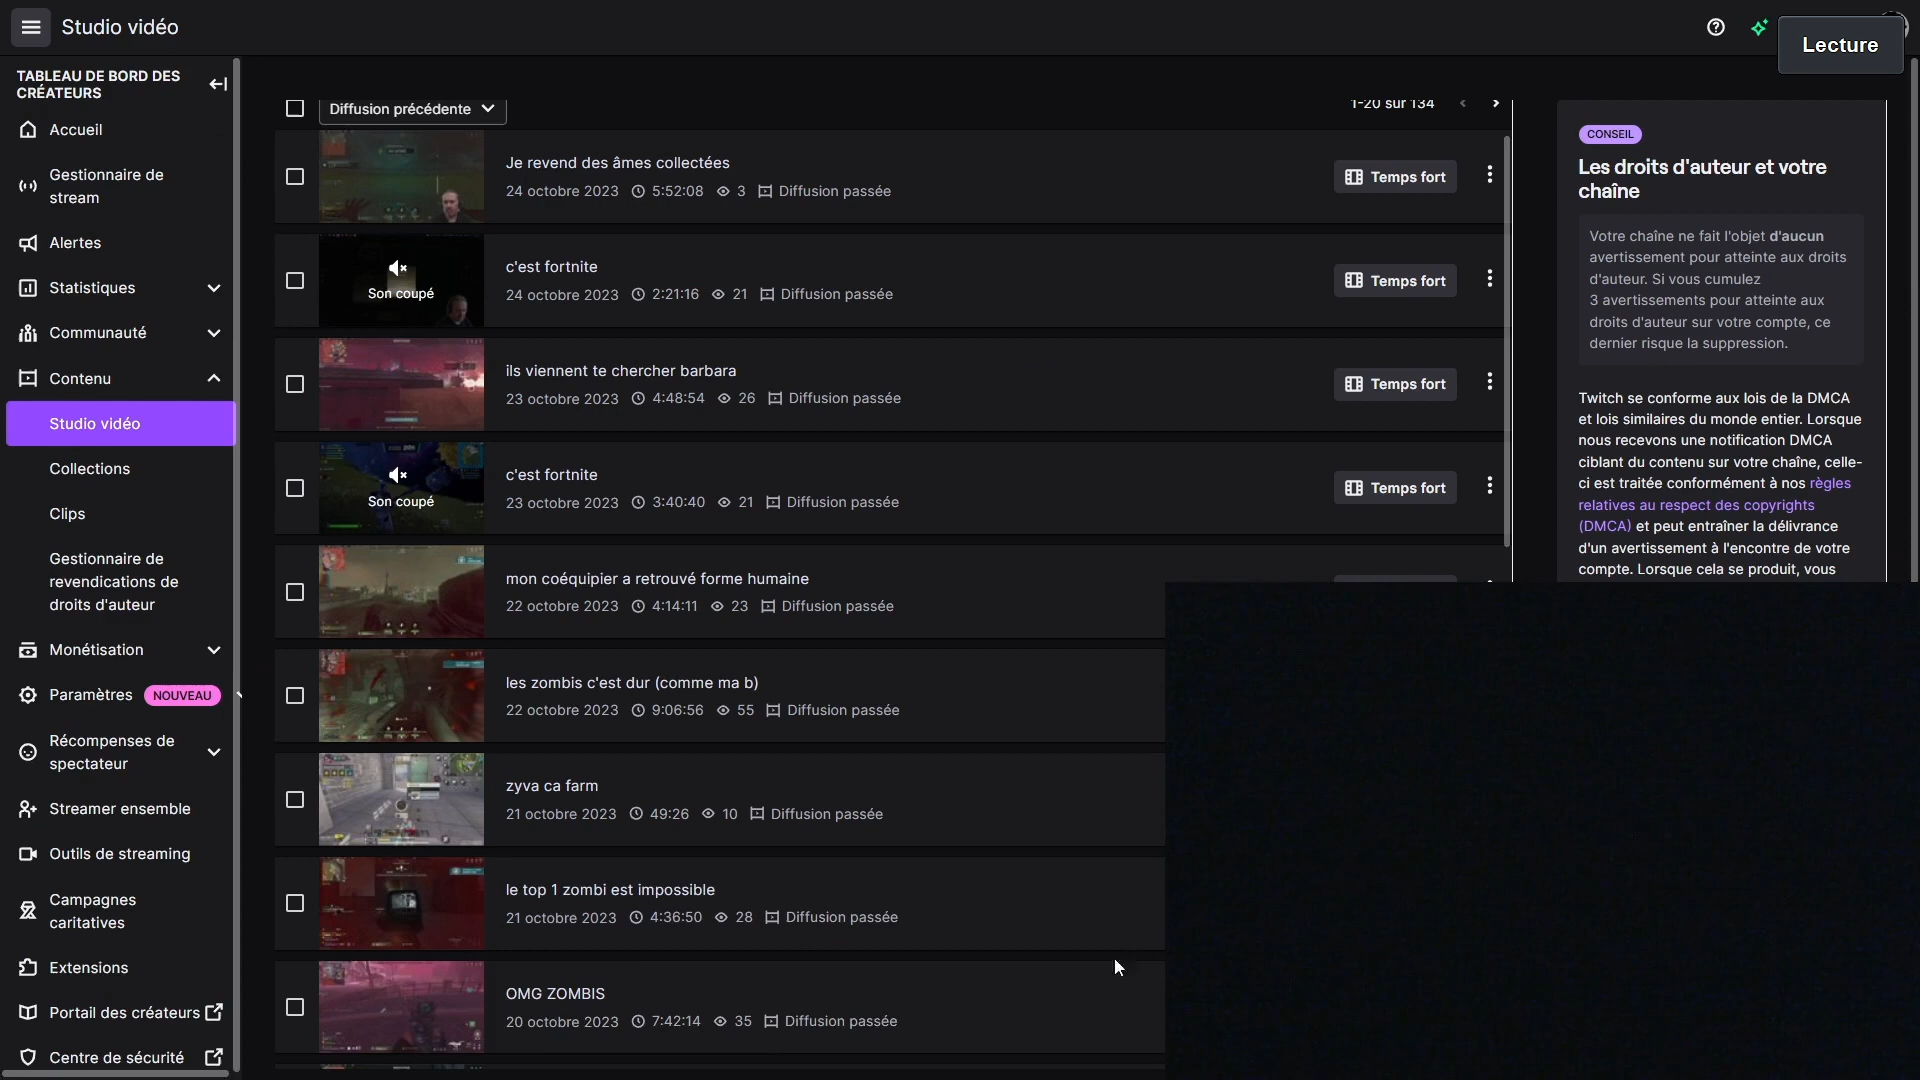 Studio vidéo
Lecture
TABLEAU DE BORD DES
CRÉATEURS
Accueil
Gestionnaire de
stream
Alertes
Statistiques
Communauté
Contenu
Studio vidéo
Collections
Clips
Gestionnaire de
revendications de
droits d'auteur
Monétisation
Paramètres NOUVEAU
Récompenses de
spectateur
Streamer ensemble
Outils de streaming
Campagnes
caritatives
Extensions
Portail des créateurs
Centre de sécurité
Diffusion précédente
1-20 sur 134
Je revend des âmes collectées
24 octobre 2023 5:52:08 3 Diffusion passée
Temps fort
Son coupé
c'est fortnite
24 octobre 2023 2:21:16 21 Diffusion passée
Temps fort
ils viennent te chercher barbara
23 octobre 2023 4:48:54 26 Diffusion passée
Temps fort
Son coupé
c'est fortnite
23 octobre 2023 3:40:40 21 Diffusion passée
Temps fort
mon coéquipier a retrouvé forme humaine
22 octobre 2023 4:14:11 23 Diffusion passée
les zombis c'est dur (comme ma b)
22 octobre 2023 9:06:56 55 Diffusion passée
zyva ca farm
21 octobre 2023 49:26 10 Diffusion passée
le top 1 zombi est impossible
21 octobre 2023 4:36:50 28 Diffusion passée
OMG ZOMBIS
20 octobre 2023 7:42:14 35 Diffusion passée
CONSEIL
Les droits d'auteur et votre
chaîne
Votre chaîne ne fait l'objet d'aucun
avertissement pour atteinte aux droits
d'auteur. Si vous cumulez
3 avertissements pour atteinte aux
droits d'auteur sur votre compte, ce
dernier risque la suppression.
Twitch se conforme aux lois de la DMCA
et lois similaires du monde entier. Lorsque
nous recevons une notification DMCA
ciblant du contenu sur votre chaîne, celle-
ci est traitée conformément à nos règles
relatives au respect des copyrights
(DMCA) et peut entraîner la délivrance
d'un avertissement à l'encontre de votre
compte. Lorsque cela se produit, vous